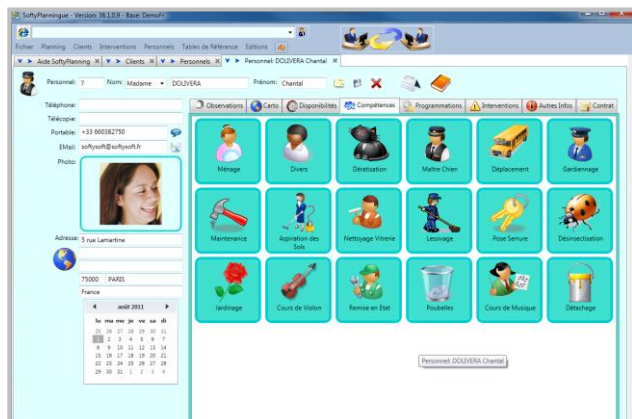 SoftyPlanningue - Version: 36.1.0.9 - Base: DemoFr
Fichier Planning Clients Interventions Personnels Tables de Référence Editions
Aide SoftyPlanning Clients Personnels Personnel: DOLIVERA Chantal
Personnel: 7 Nom: Madame DOLIVERA Prénom: Chantal
Téléphone:
Télécopie:
Portable: +33 660382750
EMail: softysoft@softysoft.fr
Photo:
Adresse: 5 rue Lamartine
75000 PARIS
France
août 2011
lu ma me je ve sa di
25 26 27 28 29 30 31
1 2 3 4 5 6 7
8 9 10 11 12 13 14
15 16 17 18 19 20 21
22 23 24 25 26 27 28
29 30 31 1 2 3 4
Observations Carto Disponibilités Compétences Programmations Interventions Autres Infos Contrat
Ménage Divers Dératisation Maître Chien Déplacement Gardiennage
Maintenance Aspiration des Sols Nettoyage Vitrerie Lessivage Pose Serrure Désinsectisation
Jardinage Cours de Violon Remise en Etat Poubelles Cours de Musique Détachage
Personnel: DOLIVERA Chantal